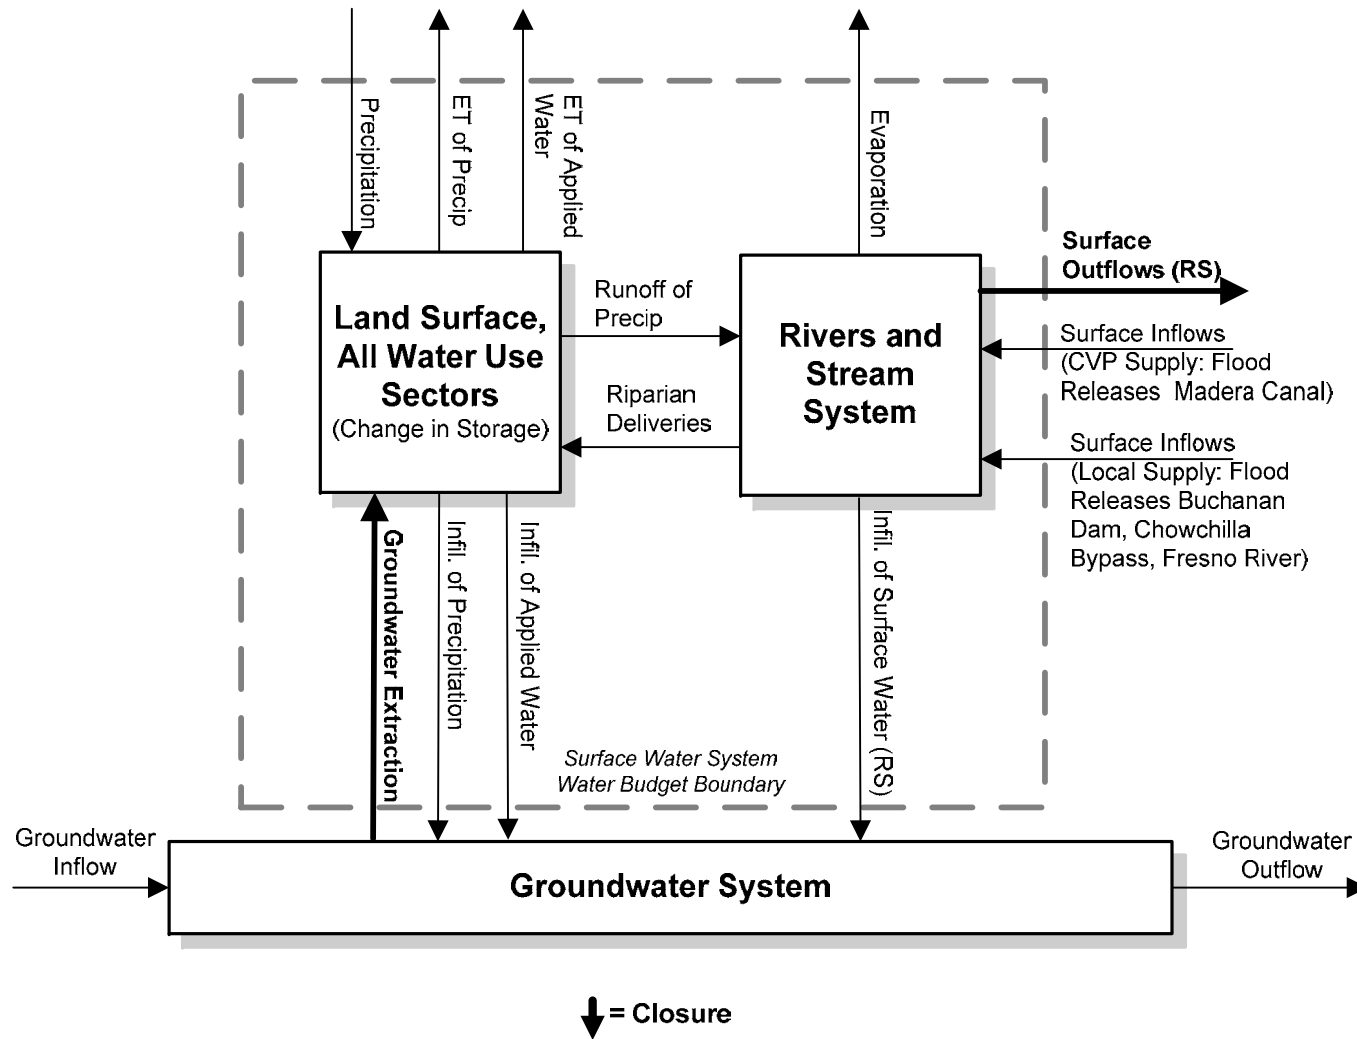 Precipitation
ET of Precip
ET of Applied
Water
Evaporation
Surface
Outflows (RS)
Land Surface,
All Water Use
Sectors
(Change in Storage)
Runoff of
Precip
Riparian
Deliveries
Rivers and
Stream
System
Surface Inflows
(CVP Supply: Flood
Releases  Madera Canal)
Surface Inflows
(Local Supply: Flood
Releases Buchanan
Dam, Chowchilla
Bypass, Fresno River)
Groundwater Extraction
Infil. of Precipitation
Infil. of Applied Water
Infil. of Surface Water (RS)
Surface Water System
Water Budget Boundary
Groundwater
Inflow
Groundwater System
Groundwater
Outflow
= Closure